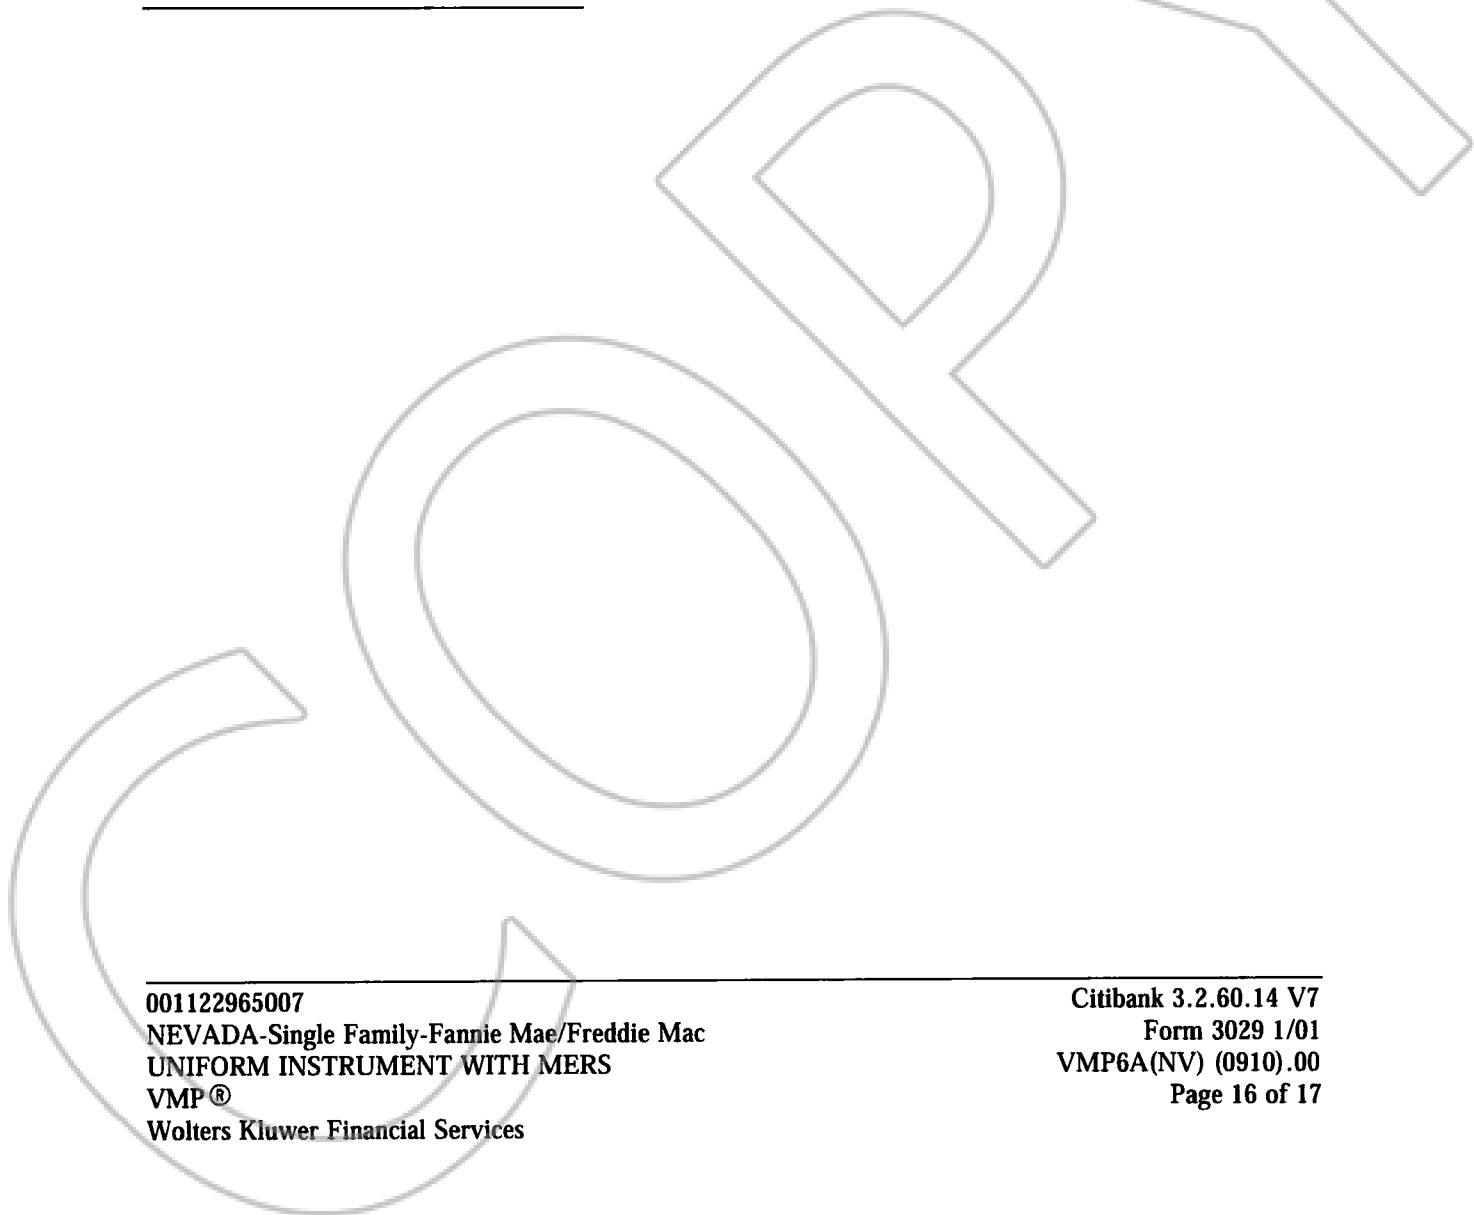 COPY
001122965007
NEVADA-Single Family-Fannie Mae/Freddie Mac
UNIFORM INSTRUMENT WITH MERS
VMP®
Wolters Kluwer Financial Services
Citibank 3.2.60.14 V7
Form 3029 1/01
VMP6A(NV) (0910).00
Page 16 of 17